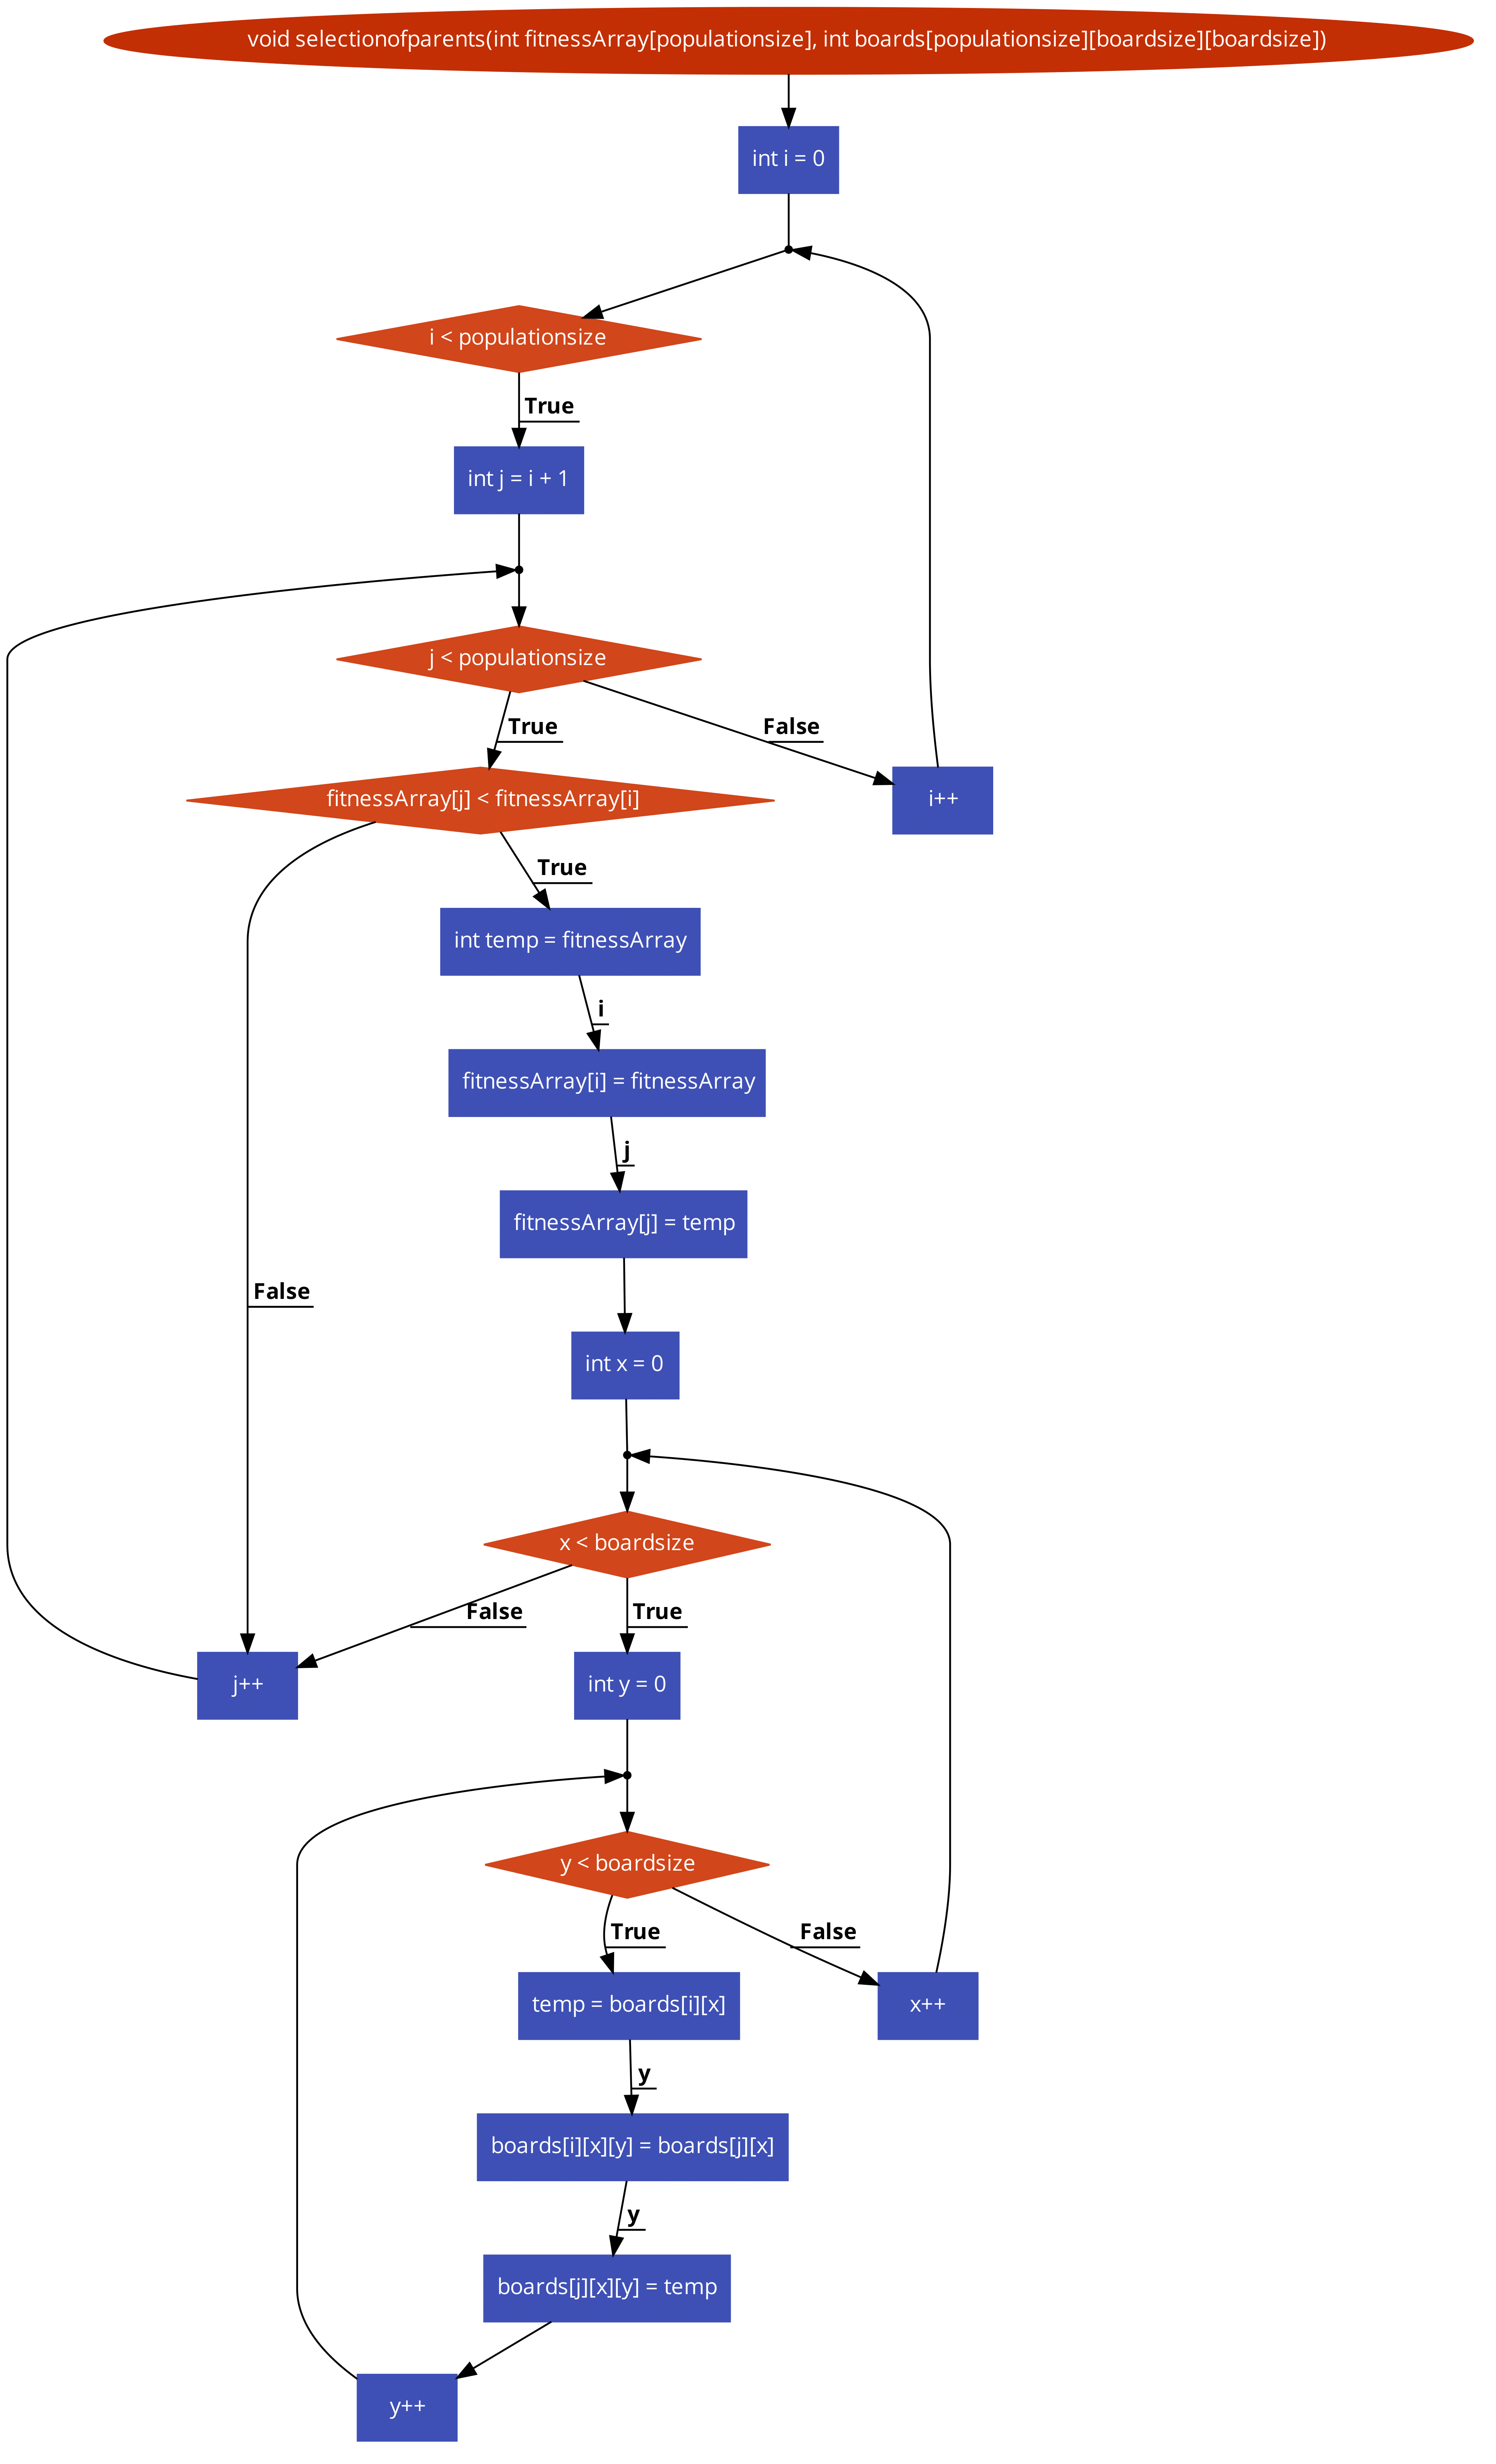 void selectionofparents(int fitnessArray[populationsize], int boards[populationsize][boardsize][boardsize])
int i = 0
i < populationsize
True
int j = i + 1
j < populationsize
True
False
fitnessArray[j] < fitnessArray[i]
i++
True
int temp = fitnessArray
i
fitnessArray[i] = fitnessArray
j
fitnessArray[j] = temp
False
int x = 0
x < boardsize
False
True
j++
int y = 0
y < boardsize
True
False
temp = boards[i][x]
x++
y
boards[i][x][y] = boards[j][x]
y
boards[j][x][y] = temp
y++